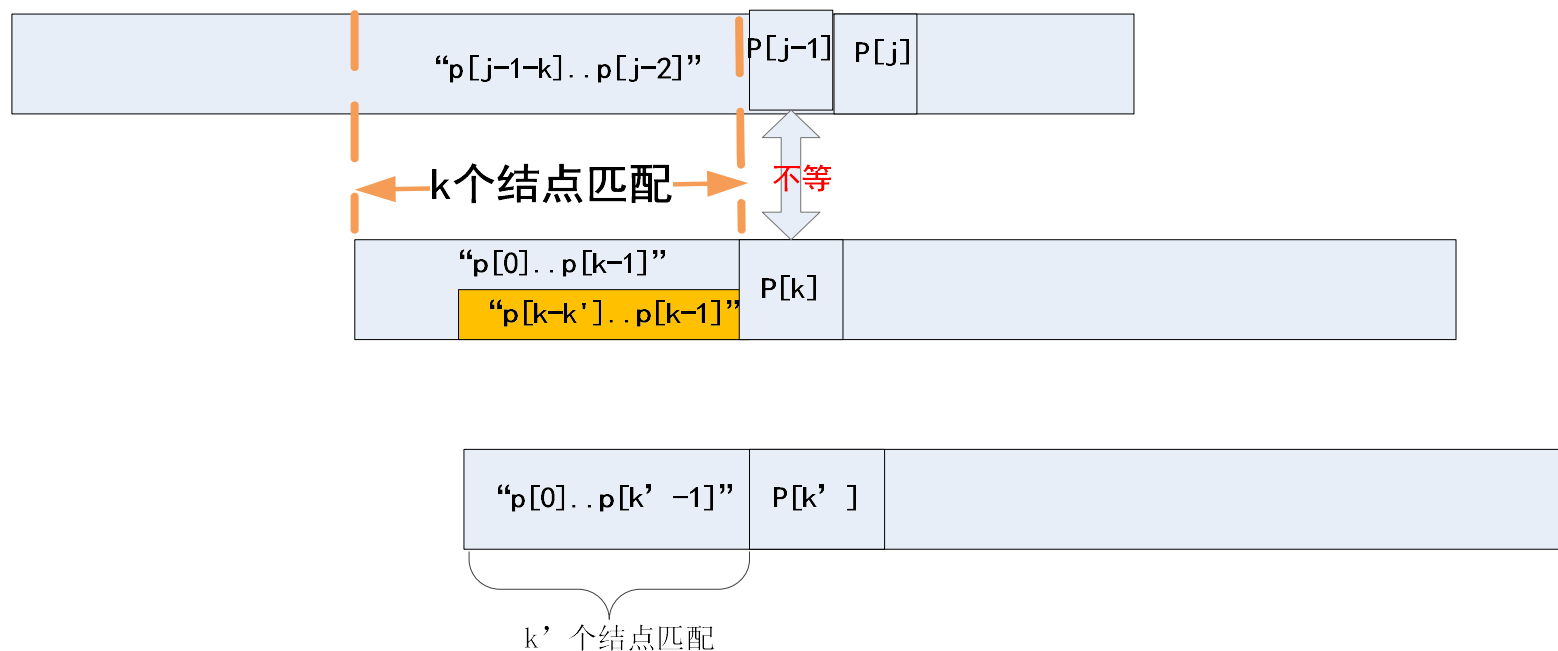 “p[j-1-k]..p[j-2]”
P[j-1]
P[j]
k个结点匹配
不等
“p[0]..p[k-1]”
“p[k-k']..p[k-1]”
P[k]
“p[0]..p[k’-1]”
P[k’]
k’个结点匹配